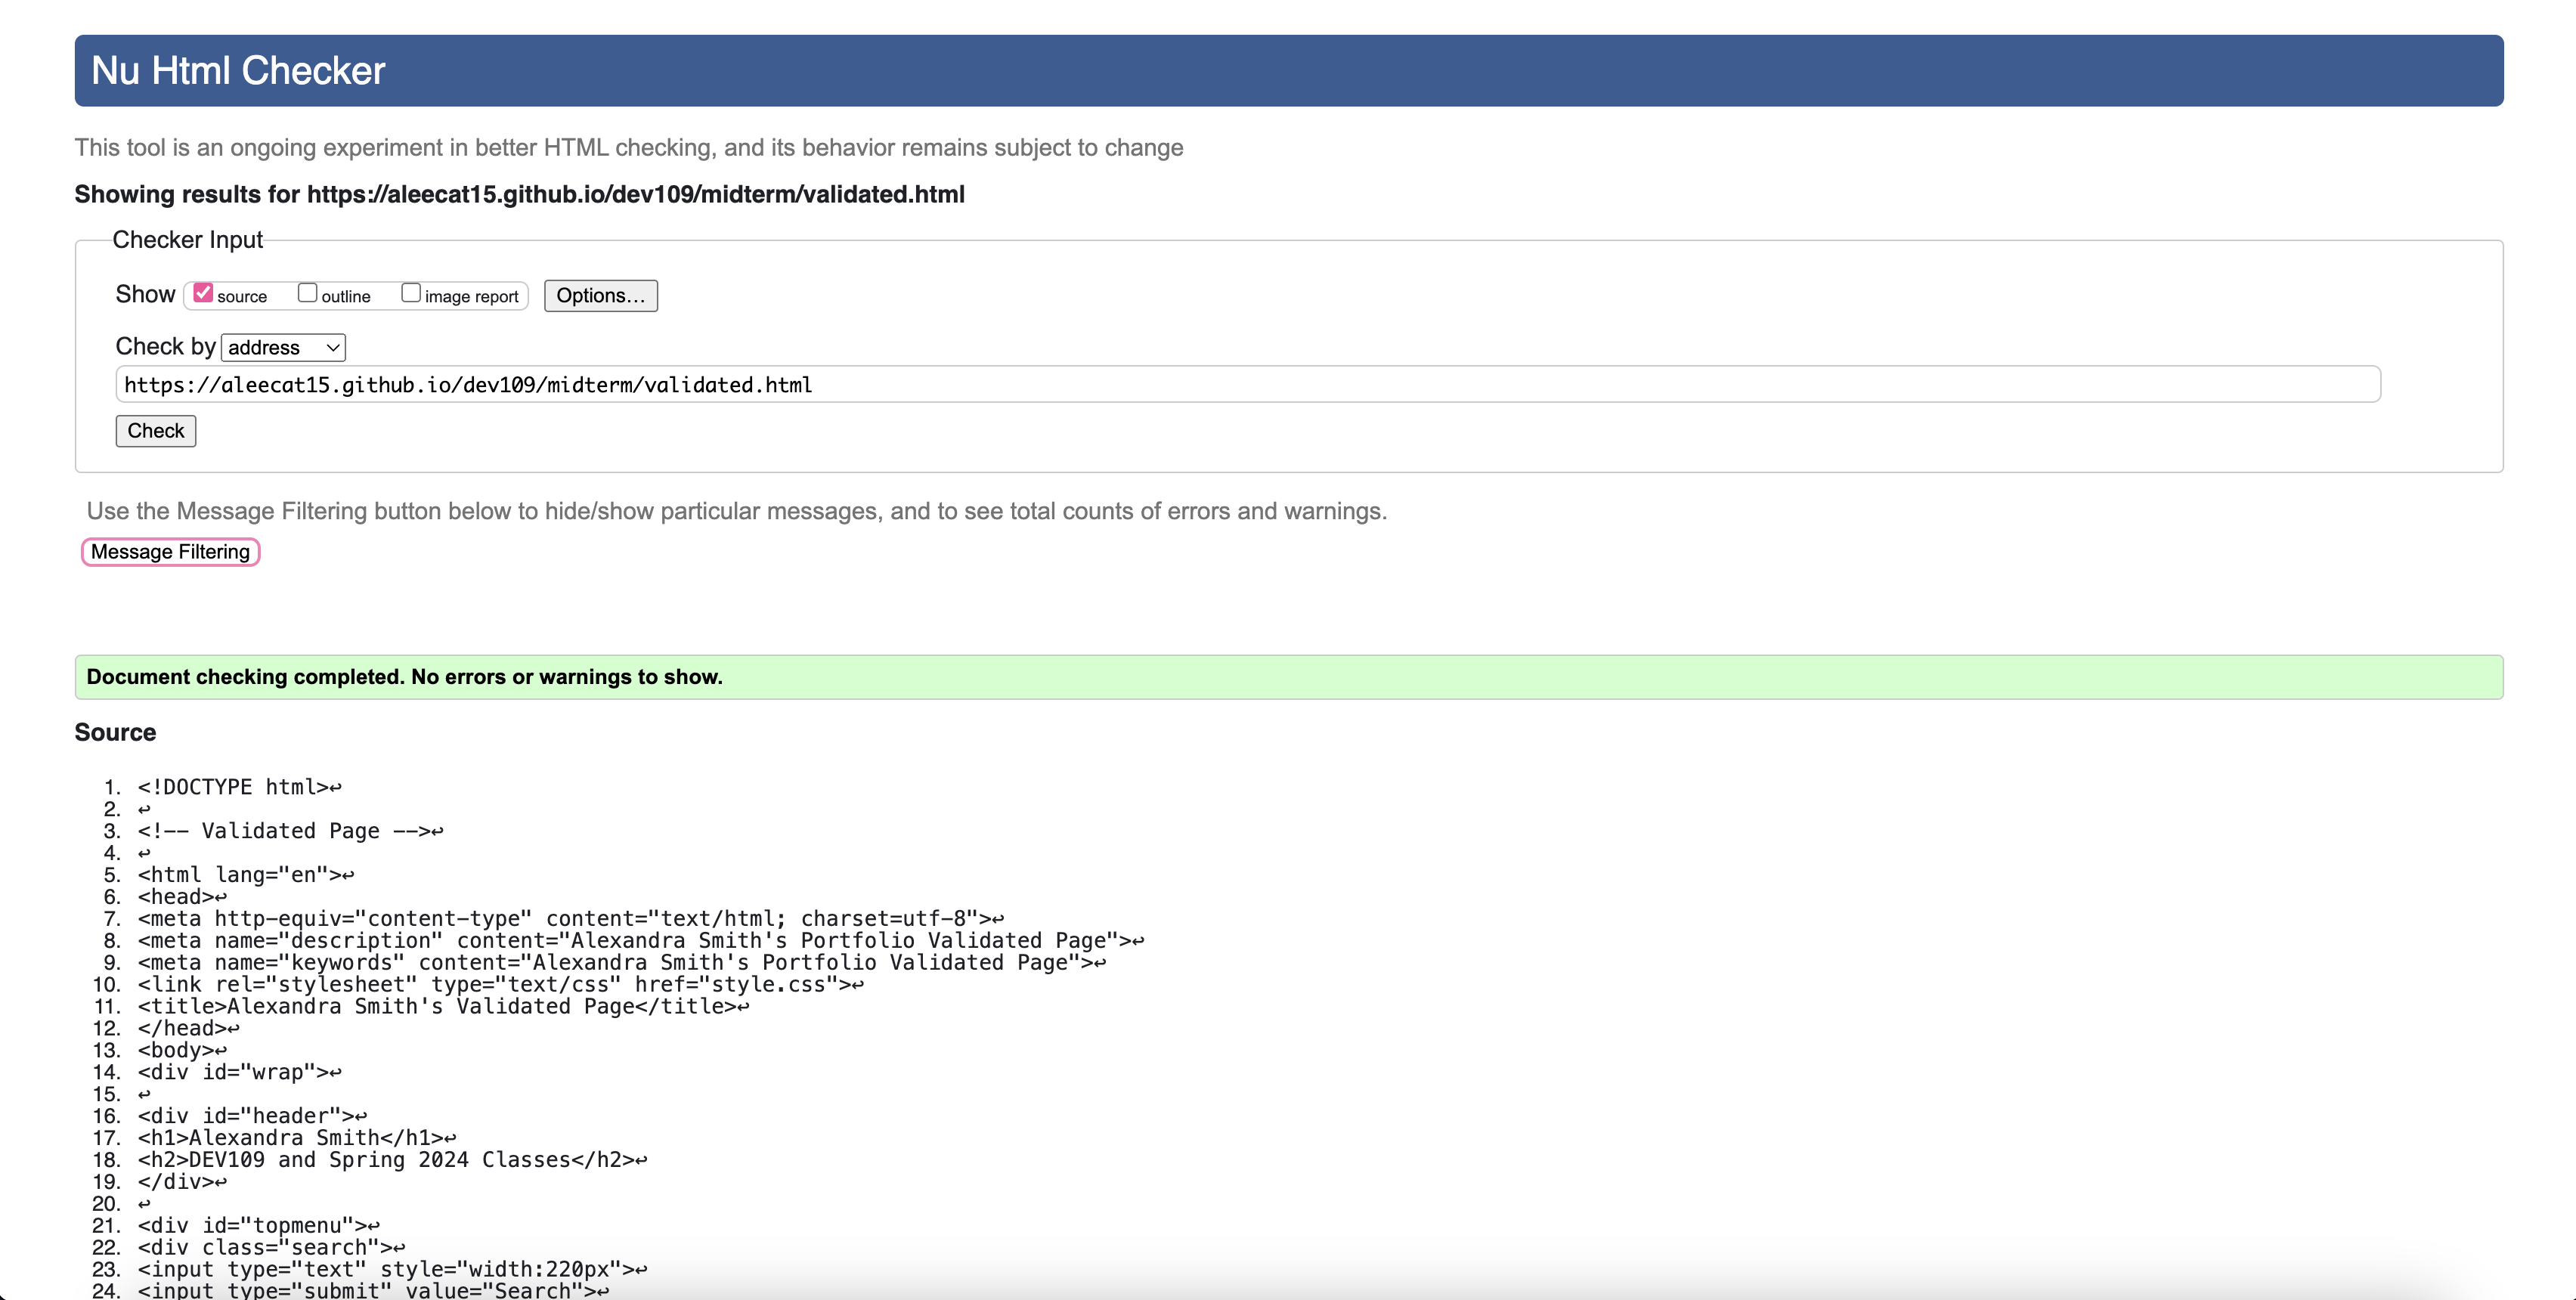 Nu Html Checker
This tool is an ongoing experiment in better HTML checking, and its behavior remains subject to change
Showing results for https://aleecat15.github.io/dev109/midterm/validated.html
Checker Input
Show source outline image report Options...
Check by address
https://aleecat15.github.io/dev109/midterm/validated.html
Check
Use the Message Filtering button below to hide/show particular messages, and to see total counts of errors and warnings.
Message Filtering
Document checking completed. No errors or warnings to show.
Source
1. <!DOCTYPE html>↩
2. ↩
3. <!-- Validated Page -->↩
4. ↩
5. <html lang="en">↩
6. <head>↩
7. <meta http-equiv="content-type" content="text/html; charset=utf-8">↩
8. <meta name="description" content="Alexandra Smith's Portfolio Validated Page">↩
9. <meta name="keywords" content="Alexandra Smith's Portfolio Validated Page">↩
10. <link rel="stylesheet" type="text/css" href="style.css">↩
11. <title>Alexandra Smith's Validated Page</title>↩
12. </head>↩
13. <body>↩
14. <div id="wrap">↩
15. ↩
16. <div id="header">↩
17. <h1>Alexandra Smith</h1>↩
18. <h2>DEV109 and Spring 2024 Classes</h2>↩
19. </div>↩
20. ↩
21. <div id="topmenu">↩
22. <div class="search">↩
23. <input type="text" style="width:220px">↩
24. <input type="submit" value="Search">↩